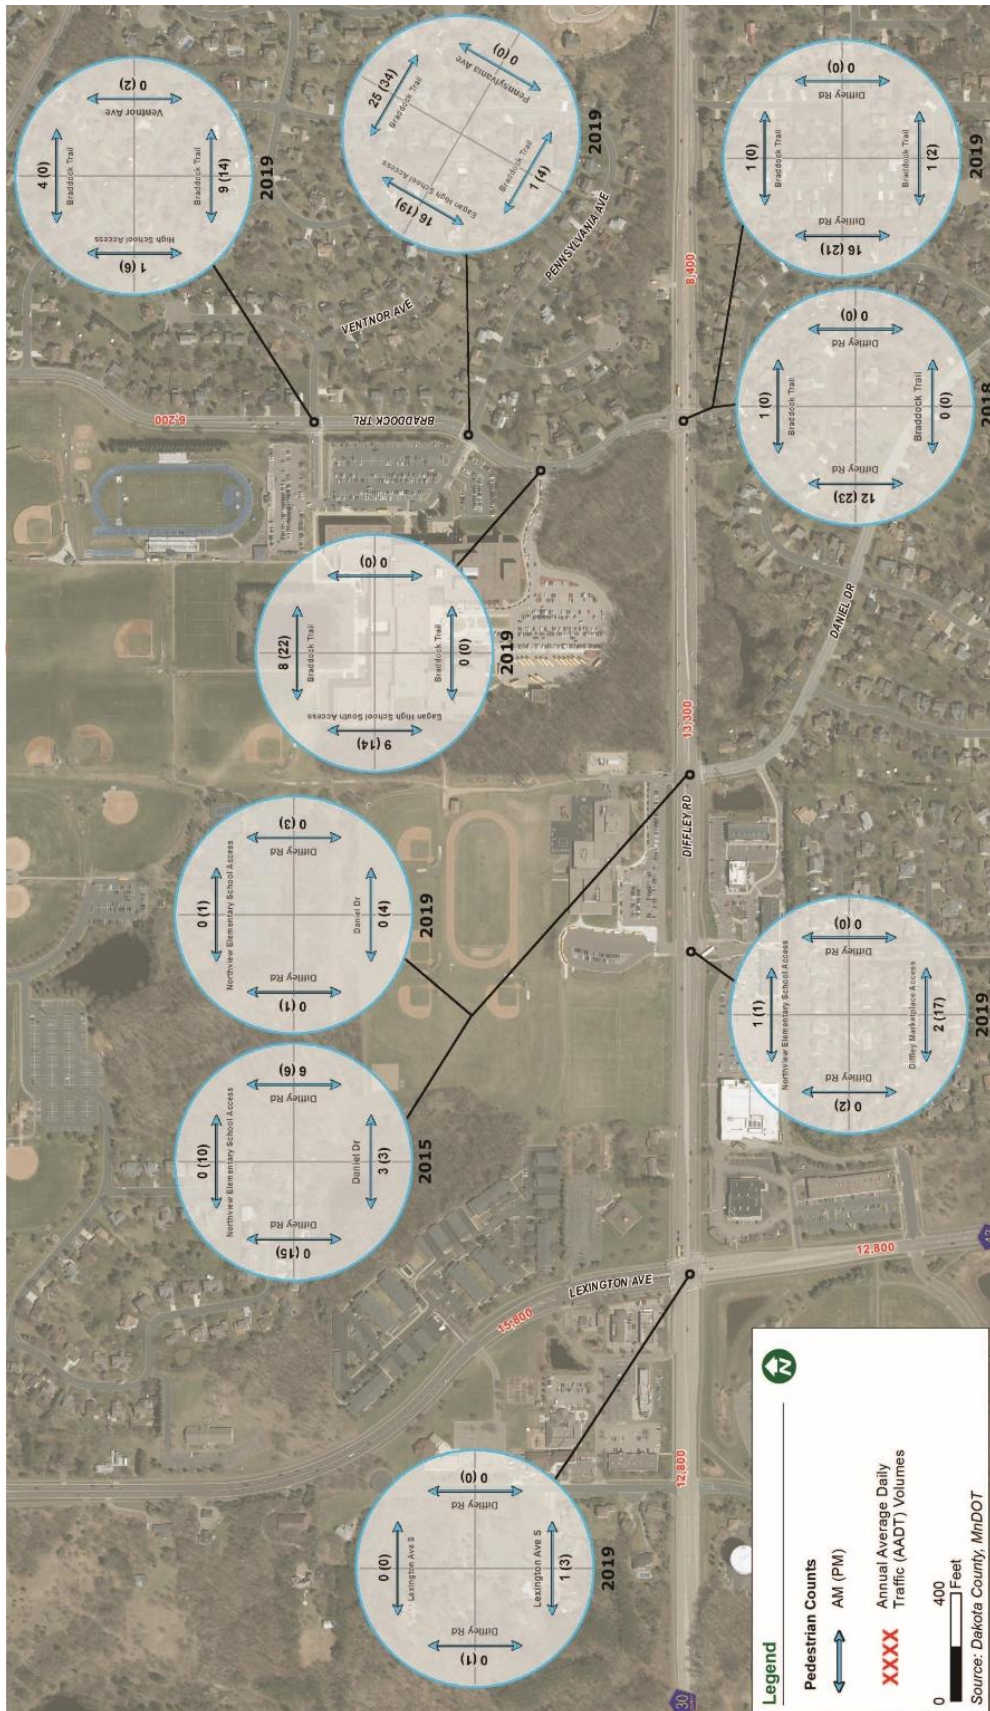 4 (0)
Braddock Trail
0 (2)
Ventnor Ave
High School Access
1 (6)
Braddock Trail
9 (14)
2019
25 (34)
Braddock Trail
0 (0)
Pennsylvania Ave
Eagan High School Access
16 (19)
Braddock Trail
1 (4)
2019
1 (0)
Braddock Trail
0 (0)
Diffley Rd
Diffley Rd
16 (21)
Braddock Trail
1 (2)
2019
1 (0)
Braddock Trail
0 (0)
Diffley Rd
Diffley Rd
12 (23)
Braddock Trail
0 (0)
2018
8 (22)
Braddock Trail
0 (0)
Eagan High School South Access
9 (14)
Braddock Trail
0 (0)
2019
0 (1)
Northview Elementary School Access
0 (3)
Diffley Rd
Diffley Rd
0 (1)
Daniel Dr
0 (4)
2019
0 (10)
Northview Elementary School Access
6 (6)
Diffley Rd
Diffley Rd
0 (15)
Daniel Dr
3 (3)
2015
1 (1)
Northview Elementary School Access
0 (0)
Diffley Rd
Diffley Rd
0 (2)
Diffley Marketplace Access
2 (17)
2019
0 (0)
Lexington Ave S
0 (0)
Diffley Rd
Diffley Rd
0 (1)
Lexington Ave S
1 (3)
2019
VENTNOR AVE
PENNSYLVANIA AVE
6,200
BRADDOCK TRL
8,400
13,300
DIFFLEY RD
DANIEL DR
LEXINGTON AVE
15,800
12,800
12,800
30
43
Legend
N
Pedestrian Counts
AM (PM)
XXXX
Annual Average Daily
Traffic (AADT) Volumes
0 400
Feet
Source: Dakota County, MnDOT